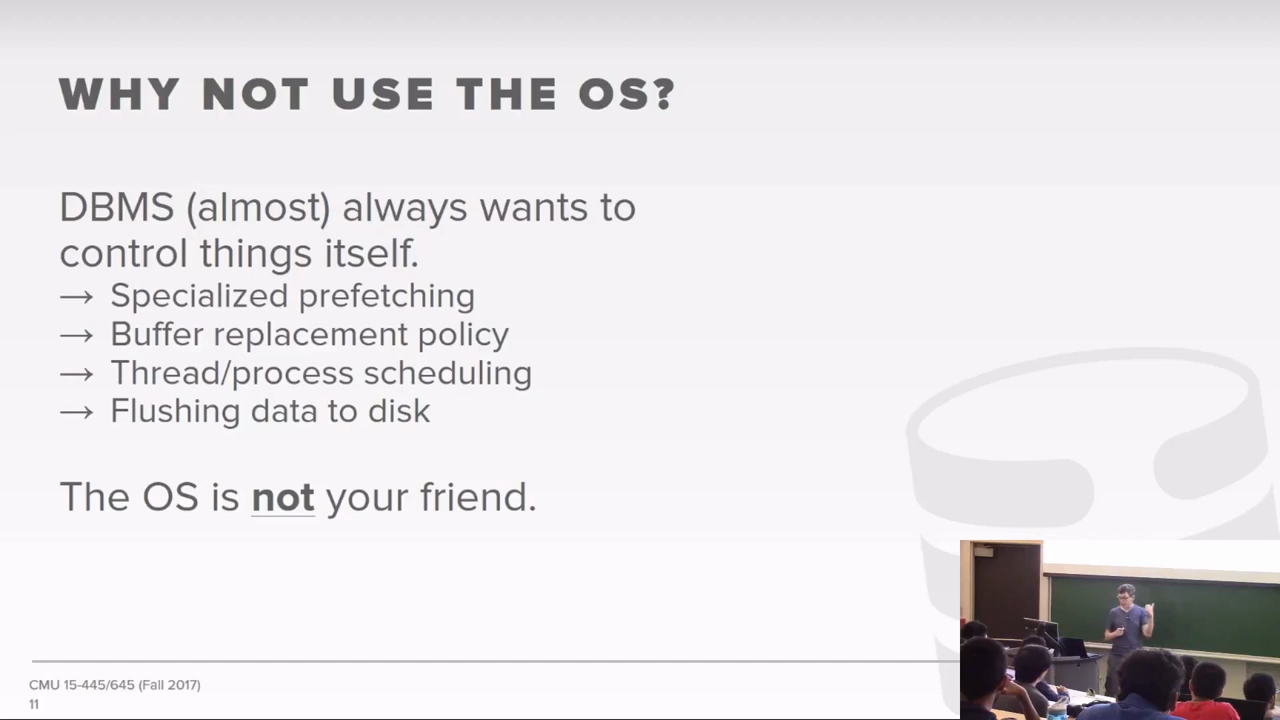 WHY NOT USE THE OS?
DBMS (almost) always wants to
control things itself.
→ Specialized prefetching
→ Buffer replacement policy
→ Thread/process scheduling
→ Flushing data to disk
The OS is not your friend.
CMU 15-445/645 (Fall 2017)
11